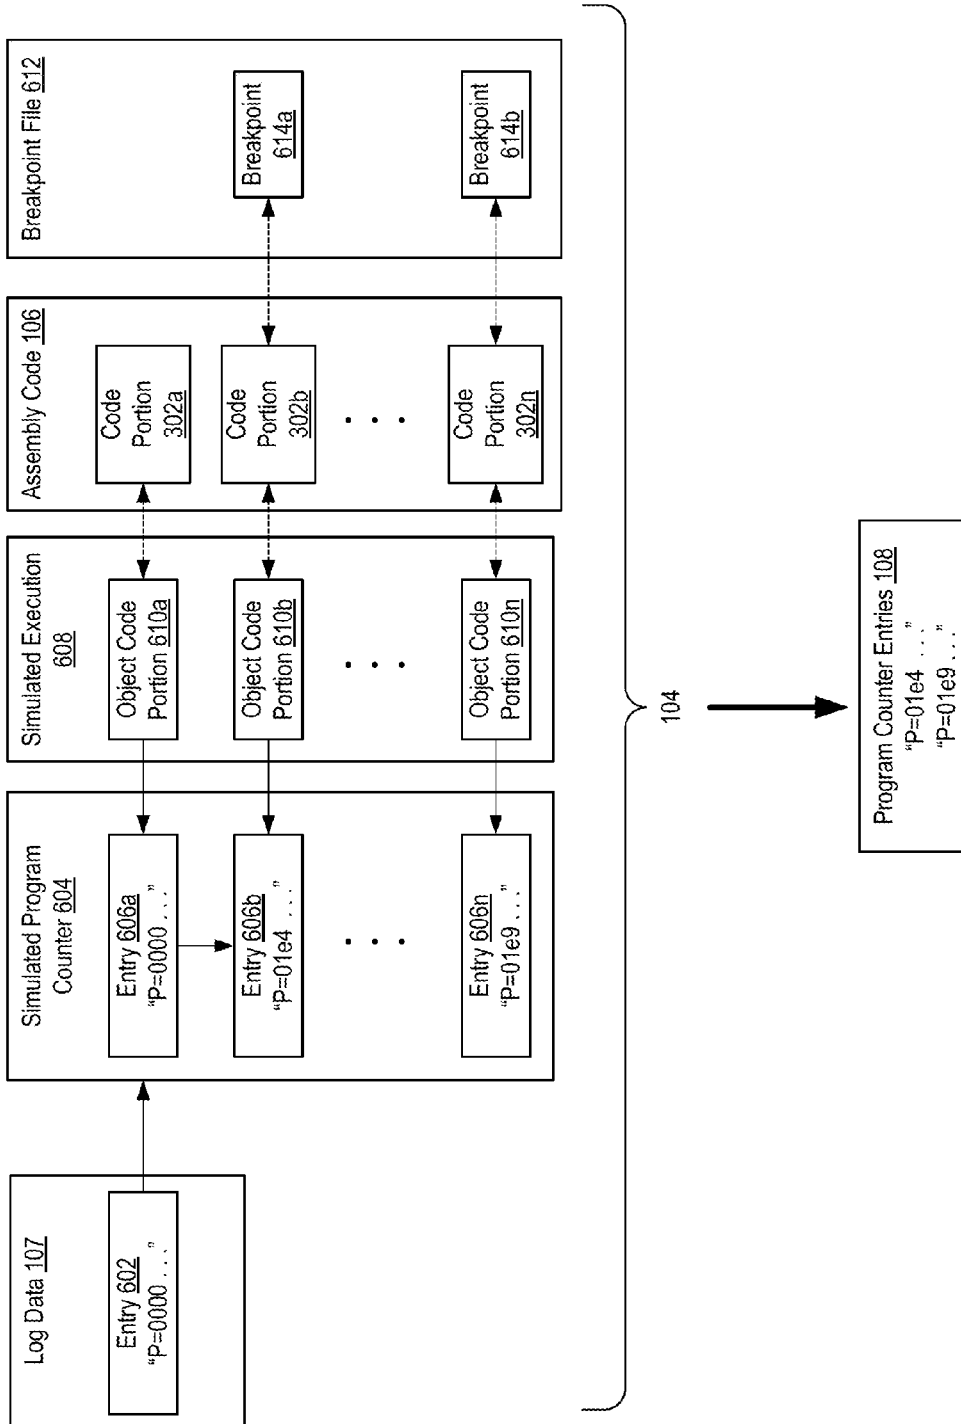 Log Data 107
Entry 602
“P=0000 . . .”
Simulated Program
Counter 604
Entry 606a
“P=0000 . . .”
Entry 606b
“P=01e4 . . .”
. . .
Entry 606n
“P=01e9 . . .”
Simulated Execution
608
Object Code
Portion 610a
Object Code
Portion 610b
. . .
Object Code
Portion 610n
Assembly Code 106
Code
Portion
302a
Code
Portion
302b
. . .
Code
Portion
302n
Breakpoint File 612
Breakpoint
614a
Breakpoint
614b
104
Program Counter Entries 108
“P=01e4 . . .”
“P=01e9 . . .”